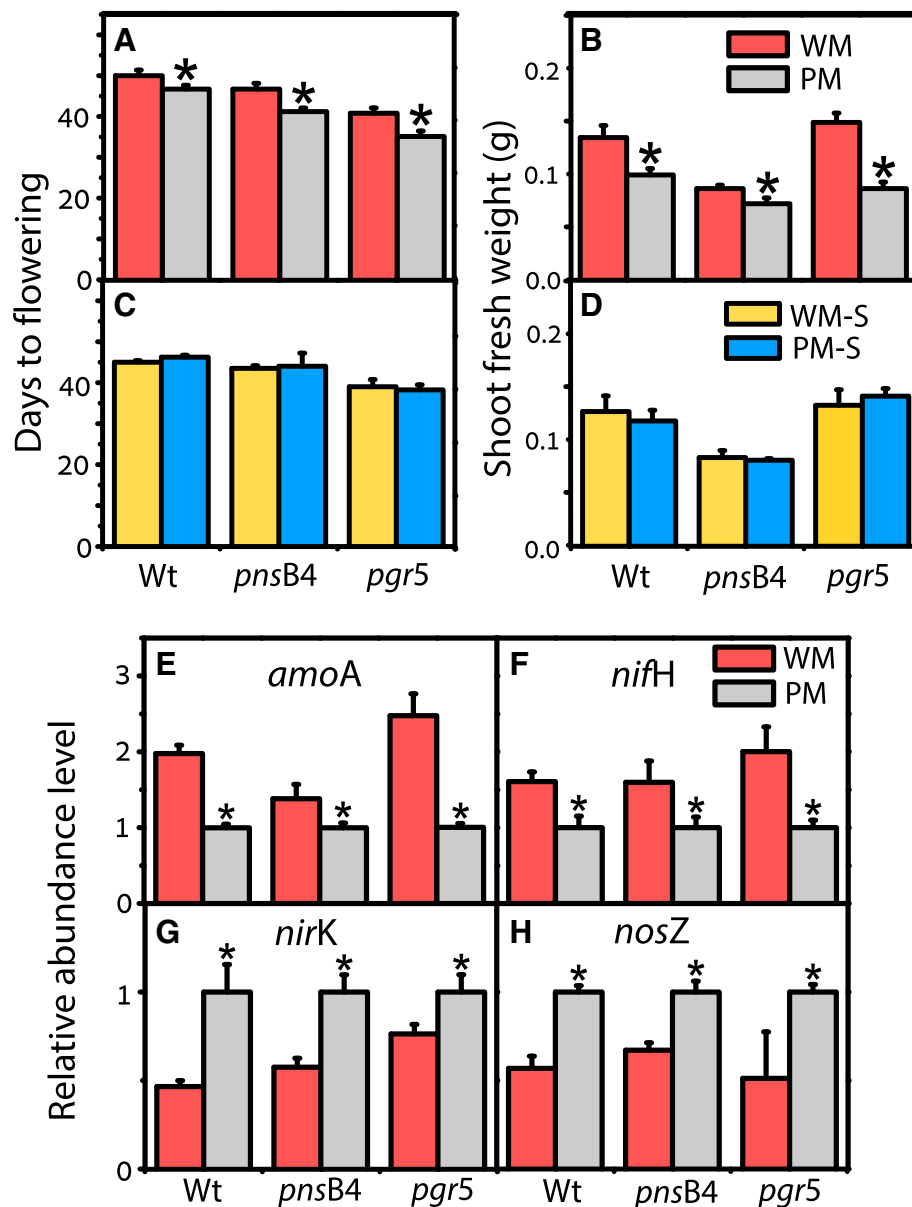 A
B
WM
PM
*
*
*
*
*
*
40
20
0
0.2
0.1
0.0
Days to flowering
Shoot fresh weight (g)
C
D
WM-S
PM-S
40
20
0
0.2
0.1
0.0
Wt
pnsB4
pgr5
Wt
pnsB4
pgr5
E
amoA
F
nifH
WM
PM
3
2
1
0
*
*
*
*
*
*
Relative abundance level
G
nirK
H
nosZ
*
*
*
*
*
*
1
0
Wt
pnsB4
pgr5
Wt
pnsB4
pgr5